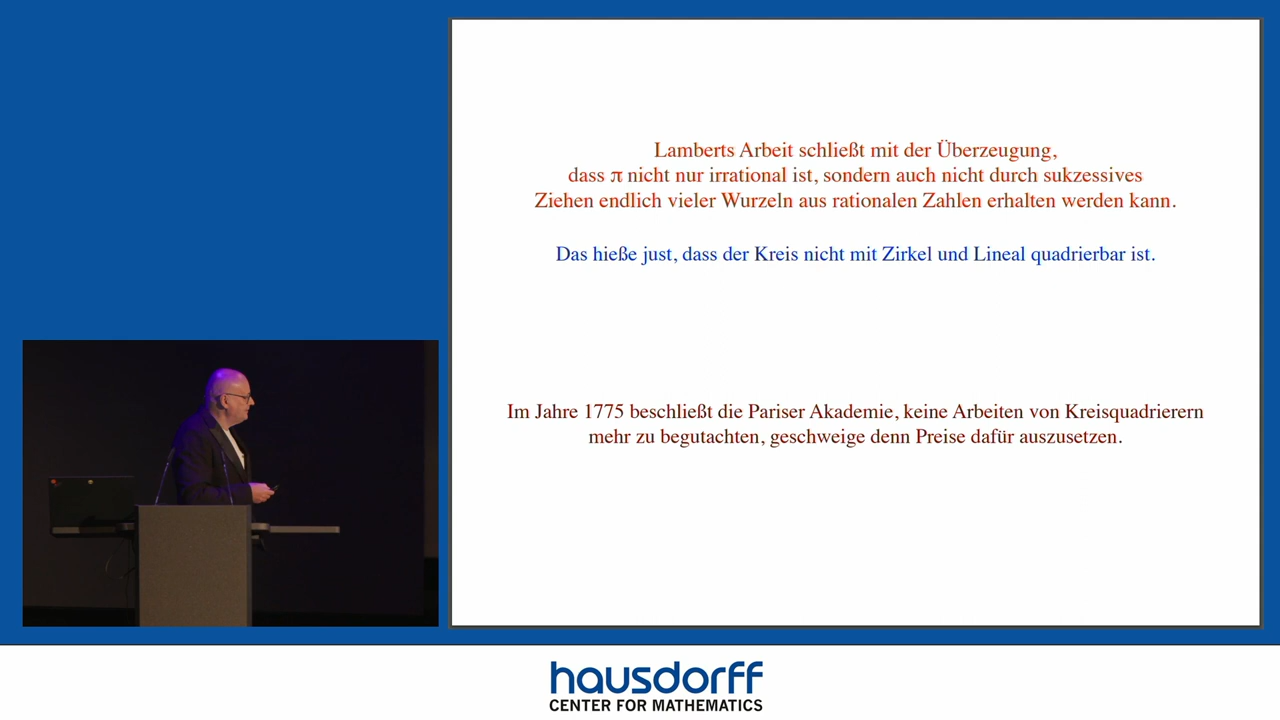 Lamberts Arbeit schließt mit der Überzeugung,
dass π nicht nur irrational ist, sondern auch nicht durch sukzessives
Ziehen endlich vieler Wurzeln aus rationalen Zahlen erhalten werden kann.
Das hieße just, dass der Kreis nicht mit Zirkel und Lineal quadrierbar ist.
Im Jahre 1775 beschließt die Pariser Akademie, keine Arbeiten von Kreisquadrierern
mehr zu begutachten, geschweige denn Preise dafür auszusetzen.
hausdorff
CENTER FOR MATHEMATICS